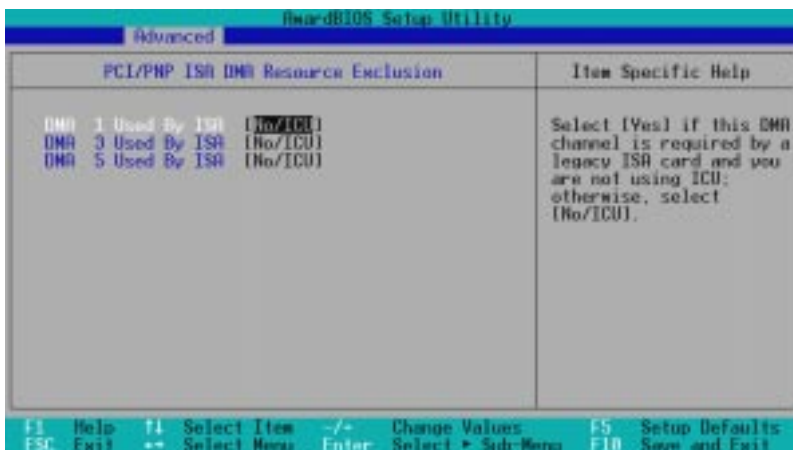 AwardBIOS Setup Utility
Advanced
PCI/PNP ISA DMA Resource Exclusion
Item Specific Help
DMA 1 Used By ISA [No/ICU]
DMA 3 Used By ISA [No/ICU]
DMA 5 Used By ISA [No/ICU]
Select [Yes] if this DMA
channel is required by a
legacy ISA card and you
are not using ICU;
otherwise, select
[No/ICU].
F1 Help ↑↓ Select Item -/+ Change Values F5 Setup Defaults
ESC Exit ↔ Select Menu Enter Select ► Sub-Menu F10 Save and Exit